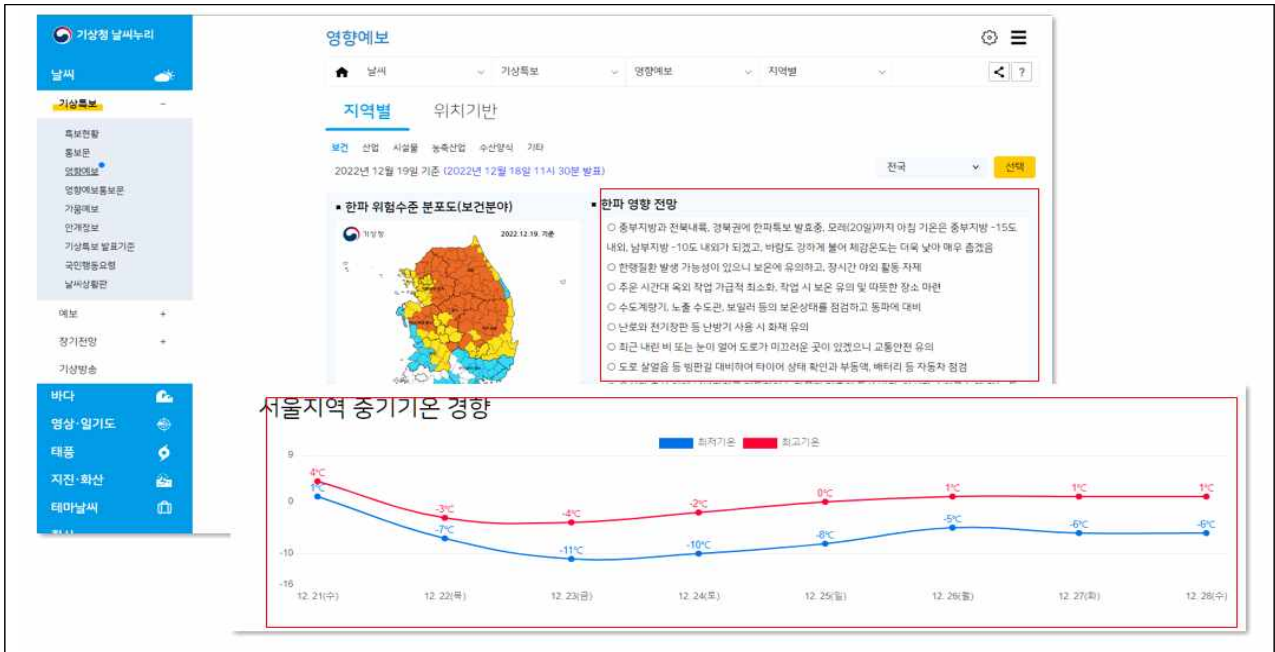 기상청 날씨누리
날씨
기상특보 -
특보현황
통보문
영향예보
영향예보통보문
가뭄예보
안개정보
기상특보 발표기준
국민행동요령
날씨상황판
예보 +
장기전망 +
기상방송
바다
영상·일기도
태풍
지진·화산
테마날씨
영향예보
날씨 기상특보 영향예보 지역별 ?
지역별 위치기반
보건 산업 시설물 농축산업 수산양식 기타
2022년 12월 19일 기준 (2022년 12월 18일 11시 30분 발표)
전국 선택
▪ 한파 위험수준 분포도(보건분야)
기상청 2022.12.19. 기준
▪ 한파 영향 전망
○ 중부지방과 전북내륙, 경북권에 한파특보 발효중, 모레(20일)까지 아침 기온은 중부지방 -15도
내외, 남부지방 -10도 내외가 되겠고, 바람도 강하게 불어 체감온도는 더욱 낮아 매우 춥겠음
○ 한랭질환 발생 가능성이 있으니 보온에 유의하고, 장시간 야외 활동 자제
○ 추운 시간대 옥외 작업 가급적 최소화, 작업 시 보온 유의 및 따뜻한 장소 마련
○ 수도계량기, 노출 수도관, 보일러 등의 보온상태를 점검하고 동파에 대비
○ 난로와 전기장판 등 난방기 사용 시 화재 유의
○ 최근 내린 비 또는 눈이 얼어 도로가 미끄러운 곳이 있겠으니 교통안전 유의
○ 도로 살얼음 등 빙판길 대비하여 타이어 상태 확인과 부동액, 배터리 등 자동차 점검
서울지역 중기기온 경향
최저기온 최고기온
9
0
-10
-16
4℃ -3℃ -4℃ -2℃ 0℃ 1℃ 1℃ 1℃
1℃ -7℃ -11℃ -10℃ -8℃ -5℃ -6℃ -6℃
12. 21(수) 12. 22(목) 12. 23(금) 12. 24(토) 12. 25(일) 12. 26(월) 12. 27(화) 12. 28(수)